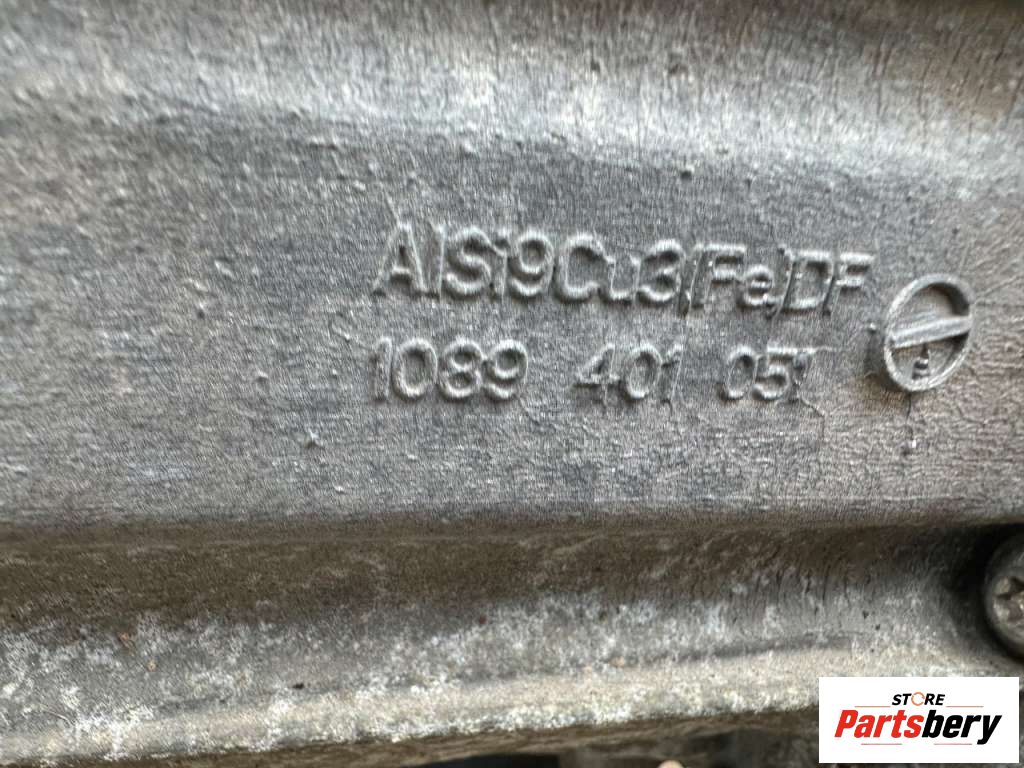 AlSi9Cu3(Fe)DF
1089 401 051
STORE
Partsbery